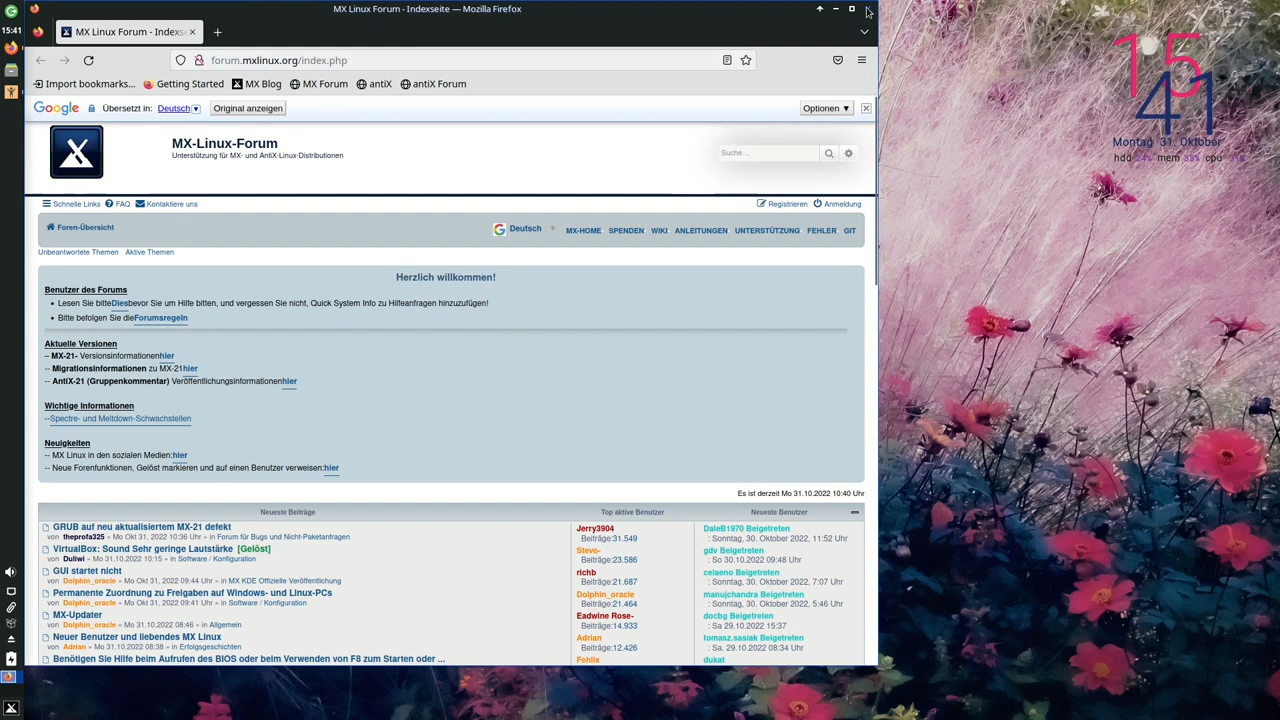 MX Linux Forum - Indexseite — Mozilla Firefox
15:41
MX Linux Forum - Indexse
forum.mxlinux.org/index.php
Import bookmarks... Getting Started MX Blog MX Forum antiX antiX Forum
Google Übersetzt in: Deutsch Original anzeigen Optionen ▼
MX-Linux-Forum
Unterstützung für MX- und AntiX-Linux-Distributionen
Suche…
Schnelle Links FAQ Kontaktiere uns Registrieren Anmeldung
Foren-Übersicht Deutsch MX-HOME SPENDEN WIKI ANLEITUNGEN UNTERSTÜTZUNG FEHLER GIT
Unbeantwortete Themen Aktive Themen
Herzlich willkommen!
Benutzer des Forums
• Lesen Sie bitteDiesbevor Sie um Hilfe bitten, und vergessen Sie nicht, Quick System Info zu Hilfeanfragen hinzuzufügen!
• Bitte befolgen Sie dieForumsregeln
Aktuelle Versionen
– MX-21- Versionsinformationenhier
-- Migrationsinformationen zu MX-21hier
-- AntiX-21 (Gruppenkommentar) Veröffentlichungsinformationenhier
Wichtige Informationen
--Spectre- und Meltdown-Schwachstellen
Neuigkeiten
-- MX Linux in den sozialen Medien:hier
-- Neue Forenfunktionen, Gelöst markieren und auf einen Benutzer verweisen:hier
Es ist derzeit Mo 31.10.2022 10:40 Uhr
Neueste Beiträge Top aktive Benutzer Neueste Benutzer
GRUB auf neu aktualisiertem MX-21 defekt
von theprofa325 » Mo Okt 31, 2022 10:36 Uhr » in Forum für Bugs und Nicht-Paketanfragen
VirtualBox: Sound Sehr geringe Lautstärke [Gelöst]
von Duliwi » Mo 31.10.2022 10:15 » in Software / Konfiguration
GUI startet nicht
von Dolphin_oracle » Mo Okt 31, 2022 09:44 Uhr » in MX KDE Offizielle Veröffentlichung
Permanente Zuordnung zu Freigaben auf Windows- und Linux-PCs
von Dolphin_oracle » Mo Okt 31, 2022 09:41 Uhr » in Software / Konfiguration
MX-Updater
von Dolphin_oracle » Mo 31.10.2022 08:46 » in Allgemein
Neuer Benutzer und liebendes MX Linux
von Adrian » Mo 31.10.2022 08:38 » in Erfolgsgeschichten
Benötigen Sie Hilfe beim Aufrufen des BIOS oder beim Verwenden von F8 zum Starten oder ...
Jerry3904
Beiträge:31.549
Stevo-
Beiträge:23.586
richb
Beiträge:21.687
Dolphin_oracle
Beiträge:21.464
Eadwine Rose-
Beiträge:14.933
Adrian
Beiträge:12.426
Fehlix
DaleB1970 Beigetreten
: Sonntag, 30. Oktober 2022, 11:52 Uhr
gdv Beigetreten
: So 30.10.2022 09:48 Uhr
celaeno Beigetreten
: Sonntag, 30. Oktober 2022, 7:07 Uhr
manujchandra Beigetreten
: Sonntag, 30. Oktober 2022, 5:46 Uhr
docbg Beigetreten
: Sa 29.10.2022 15:37
tomasz.sasiak Beigetreten
: Sa. 29.10.2022 08:34 Uhr
dukat
15
41
Montag 31. Oktober
hdd 24% mem 35% cpu